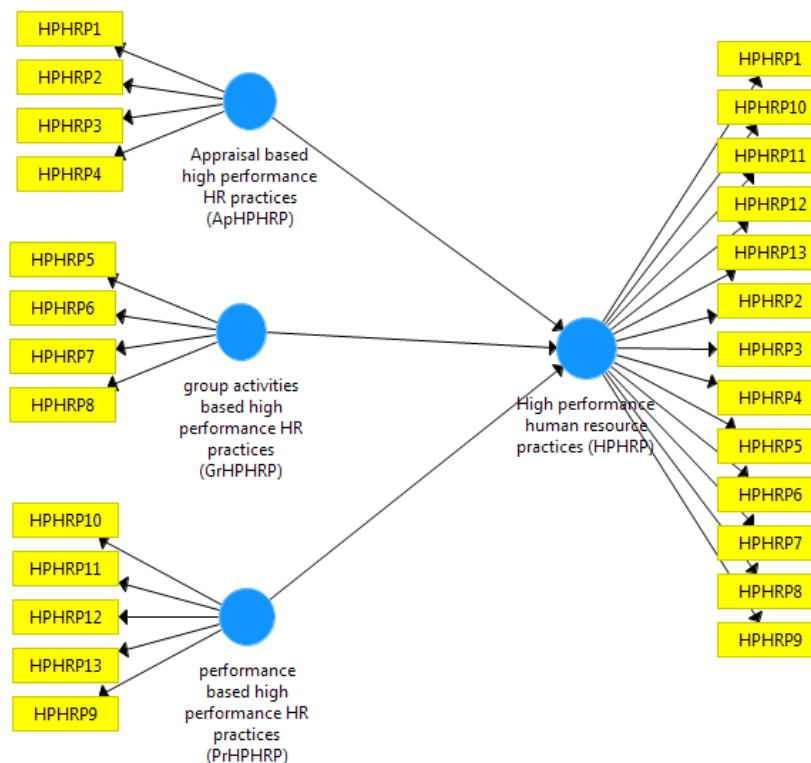 HPHRP1
HPHRP2
HPHRP3
HPHRP4
Appraisal based
high performance
HR practices
(ApHPHRP)
HPHRP5
HPHRP6
HPHRP7
HPHRP8
group activities
based high
performance HR
practices
(GrHPHRP)
HPHRP10
HPHRP11
HPHRP12
HPHRP13
HPHRP9
performance
based high
performance HR
practices
(PrHPHRP)
High performance
human resource
practices (HPHRP)
HPHRP1
HPHRP10
HPHRP11
HPHRP12
HPHRP13
HPHRP2
HPHRP3
HPHRP4
HPHRP5
HPHRP6
HPHRP7
HPHRP8
HPHRP9